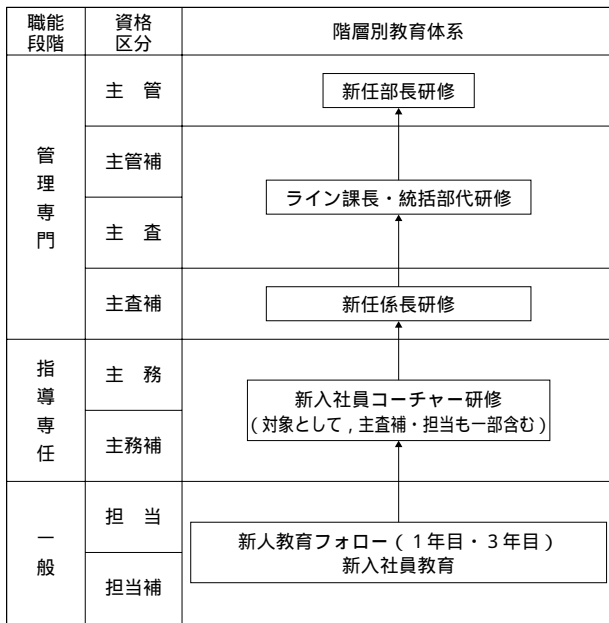 職能段階
資格区分
階層別教育体系
管理専門
主　管
新任部長研修
主管補
ライン課長・統括部代研修
主　査
主査補
新任係長研修
指導専任
主　務
新入社員コーチャー研修
（対象として，主査補・担当も一部含む）
主務補
一般
担　当
新人教育フォロー（１年目・３年目）
新入社員教育
担当補